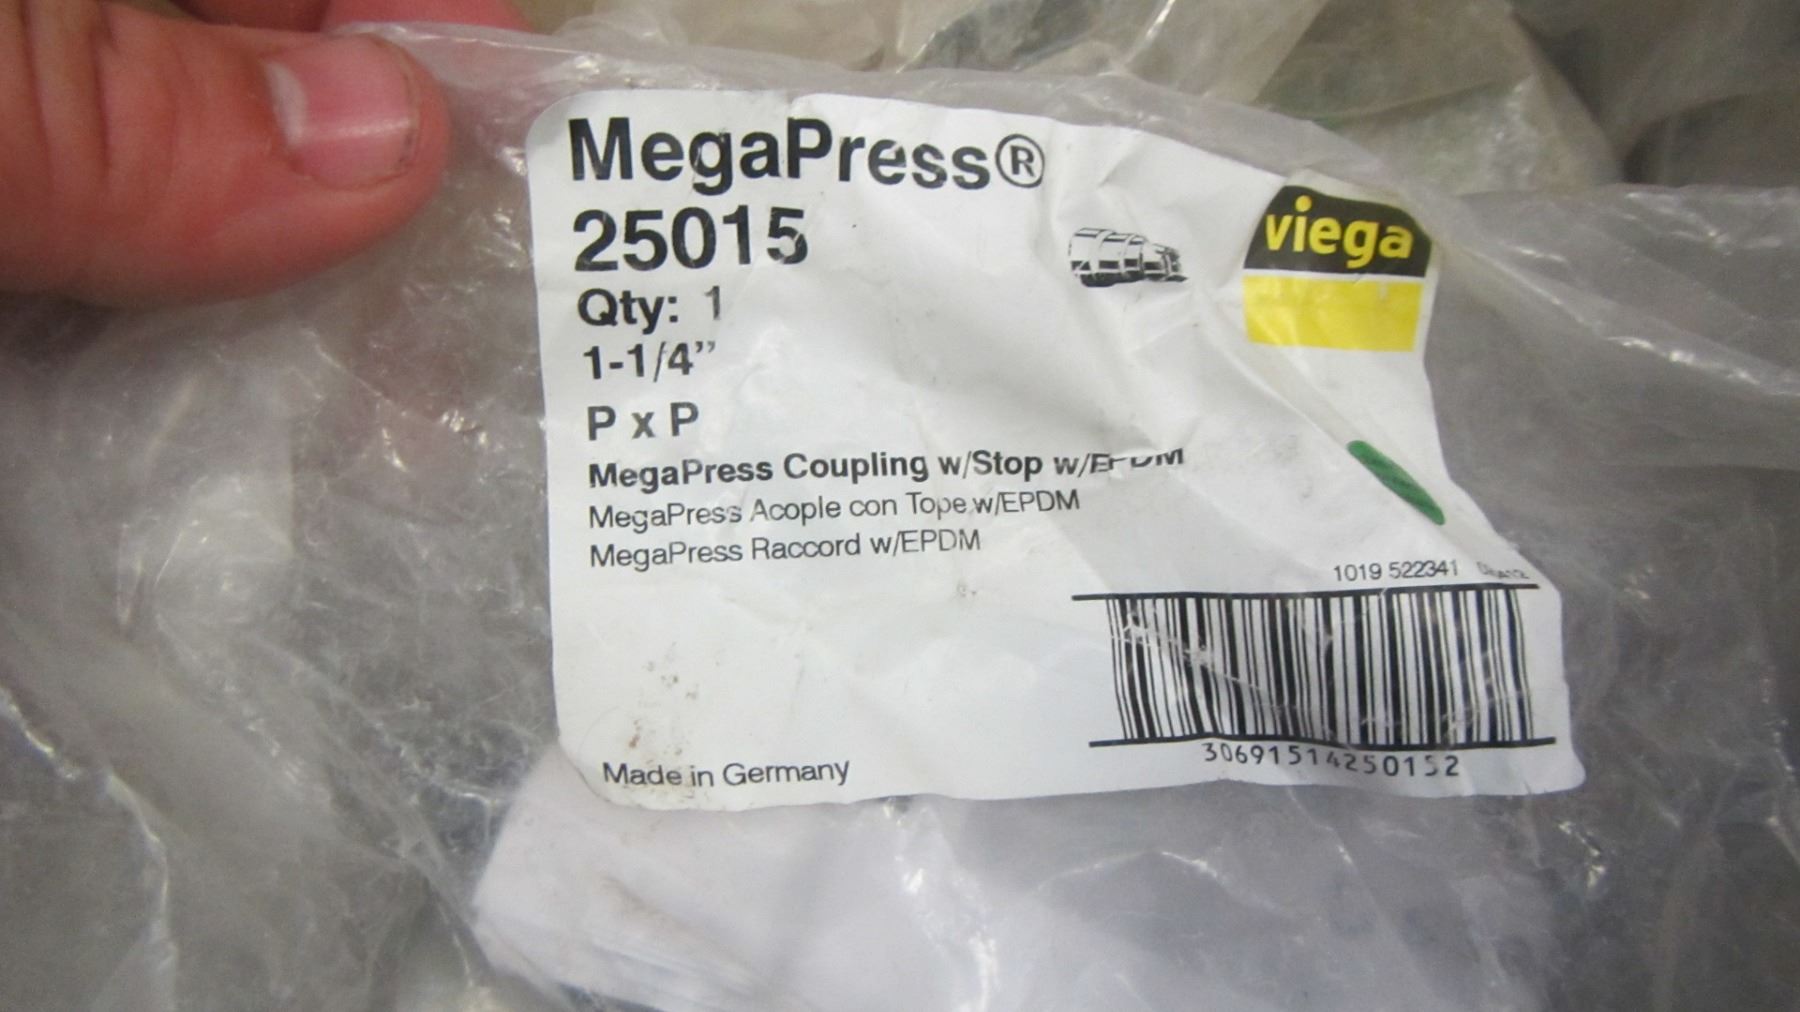 MegaPress®
25015
viega
Qty: 1
1-1/4”
P x P
MegaPress Coupling w/Stop w/EPDM
MegaPress Acople con Tope w/EPDM
MegaPress Raccord w/EPDM
1019 522341
30691514250152
Made in Germany